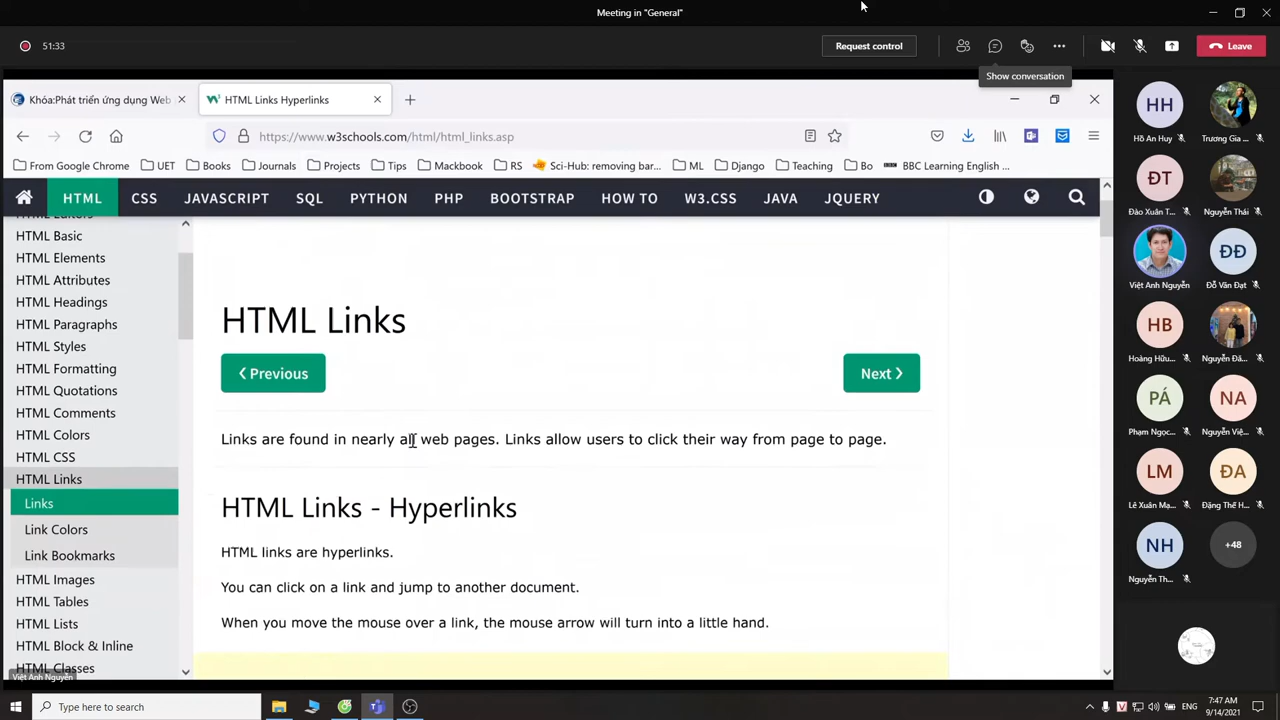 Meeting in "General"
51:33
Request control
Leave
Show conversation
Khóa:Phát triển ứng dụng Web
HTML Links Hyperlinks
https://www.w3schools.com/html/html_links.asp
From Google Chrome
UET
Books
Journals
Projects
Tips
Mackbook
RS
Sci-Hub: removing bar...
ML
Django
Teaching
Bo
BBC Learning English ...
HTML
CSS
JAVASCRIPT
SQL
PYTHON
PHP
BOOTSTRAP
HOW TO
W3.CSS
JAVA
JQUERY
HTML Editors
HTML Basic
HTML Elements
HTML Attributes
HTML Headings
HTML Paragraphs
HTML Styles
HTML Formatting
HTML Quotations
HTML Comments
HTML Colors
HTML CSS
HTML Links
Links
Link Colors
Link Bookmarks
HTML Images
HTML Tables
HTML Lists
HTML Block & Inline
HTML Classes
Việt Anh Nguyễn
HTML Links
❮ Previous
Next ❯
Links are found in nearly all web pages. Links allow users to click their way from page to page.
HTML Links - Hyperlinks
HTML links are hyperlinks.
You can click on a link and jump to another document.
When you move the mouse over a link, the mouse arrow will turn into a little hand.
HH
Hồ An Huy
Trương Gia ...
ĐT
Đào Xuân T...
Nguyễn Thái
Việt Anh Nguyễn
ĐĐ
Đỗ Văn Đạt
HB
Hoàng Hữu...
Nguyễn Đă...
PÁ
Phạm Ngọc...
NA
Nguyễn Việ...
LM
Lê Xuân Mạ...
ĐA
Đặng Thế H...
NH
Nguyễn Th...
+48
Type here to search
V
ENG
7:47 AM
9/14/2021